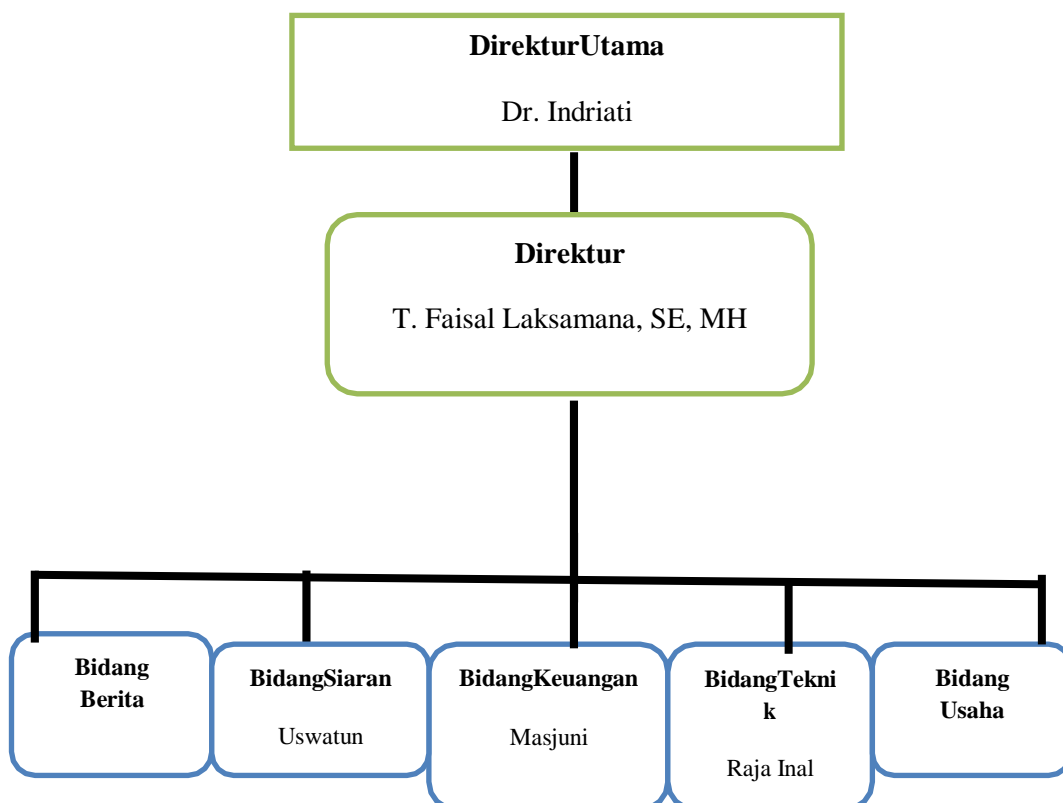 DirekturUtama
Dr. Indriati
Direktur
T. Faisal Laksamana, SE, MH
Bidang
Berita
BidangSiaran
Uswatun
BidangKeuangan
Masjuni
BidangTekni
k
Raja Inal
Bidang
Usaha